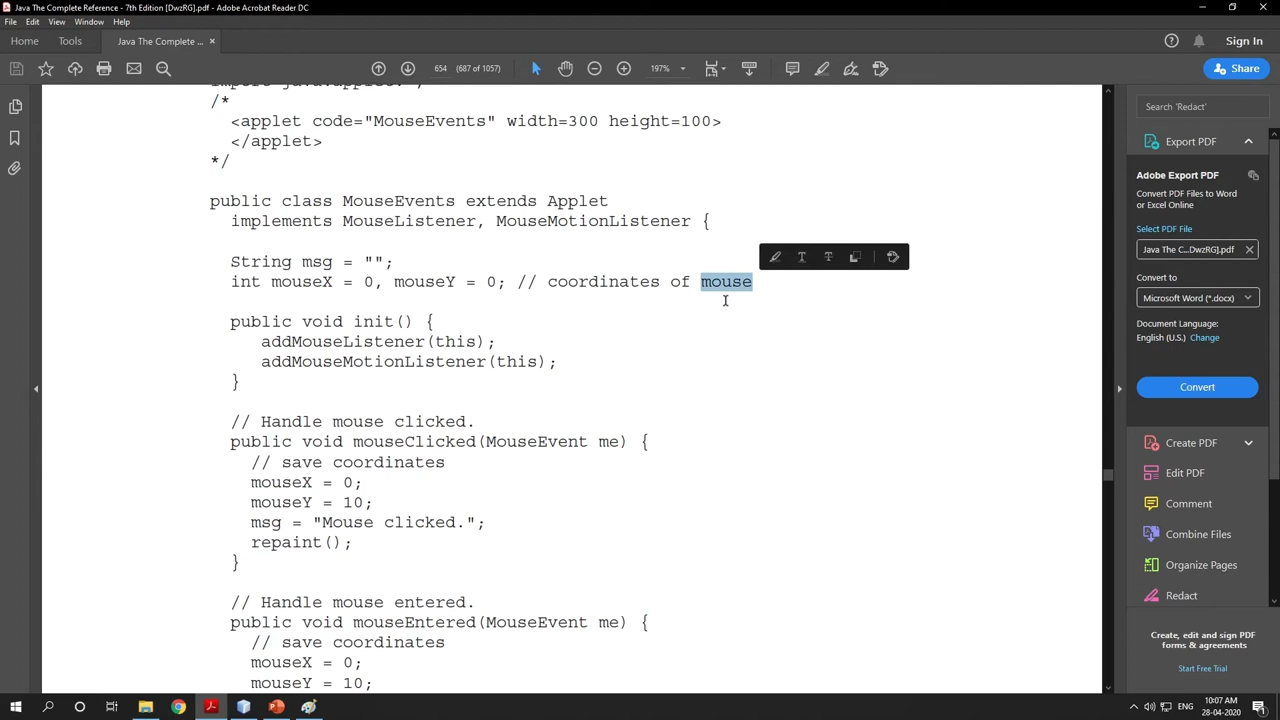 Java The Complete Reference - 7th Edition [DwzRG].pdf - Adobe Acrobat Reader DC
File Edit View Window Help
Home Tools Java The Complete ... × Sign In
654 (687 of 1057) 197% Share
/*
<applet code="MouseEvents" width=300 height=100>
</applet>
*/
public class MouseEvents extends Applet
implements MouseListener, MouseMotionListener {
String msg = "";
int mouseX = 0, mouseY = 0; // coordinates of mouse
public void init() {
addMouseListener(this);
addMouseMotionListener(this);
}
// Handle mouse clicked.
public void mouseClicked(MouseEvent me) {
// save coordinates
mouseX = 0;
mouseY = 10;
msg = "Mouse clicked.";
repaint();
}
// Handle mouse entered.
public void mouseEntered(MouseEvent me) {
// save coordinates
mouseX = 0;
mouseY = 10;
Search 'Redact'
Export PDF
Adobe Export PDF
Convert PDF Files to Word
or Excel Online
Select PDF File
Java The C...DwzRG].pdf ×
Convert to
Microsoft Word (*.docx)
Document Language:
English (U.S.) Change
Convert
Create PDF
Edit PDF
Comment
Combine Files
Organize Pages
Redact
Create, edit and sign PDF
forms & agreements
Start Free Trial
ENG
10:07 AM
28-04-2020